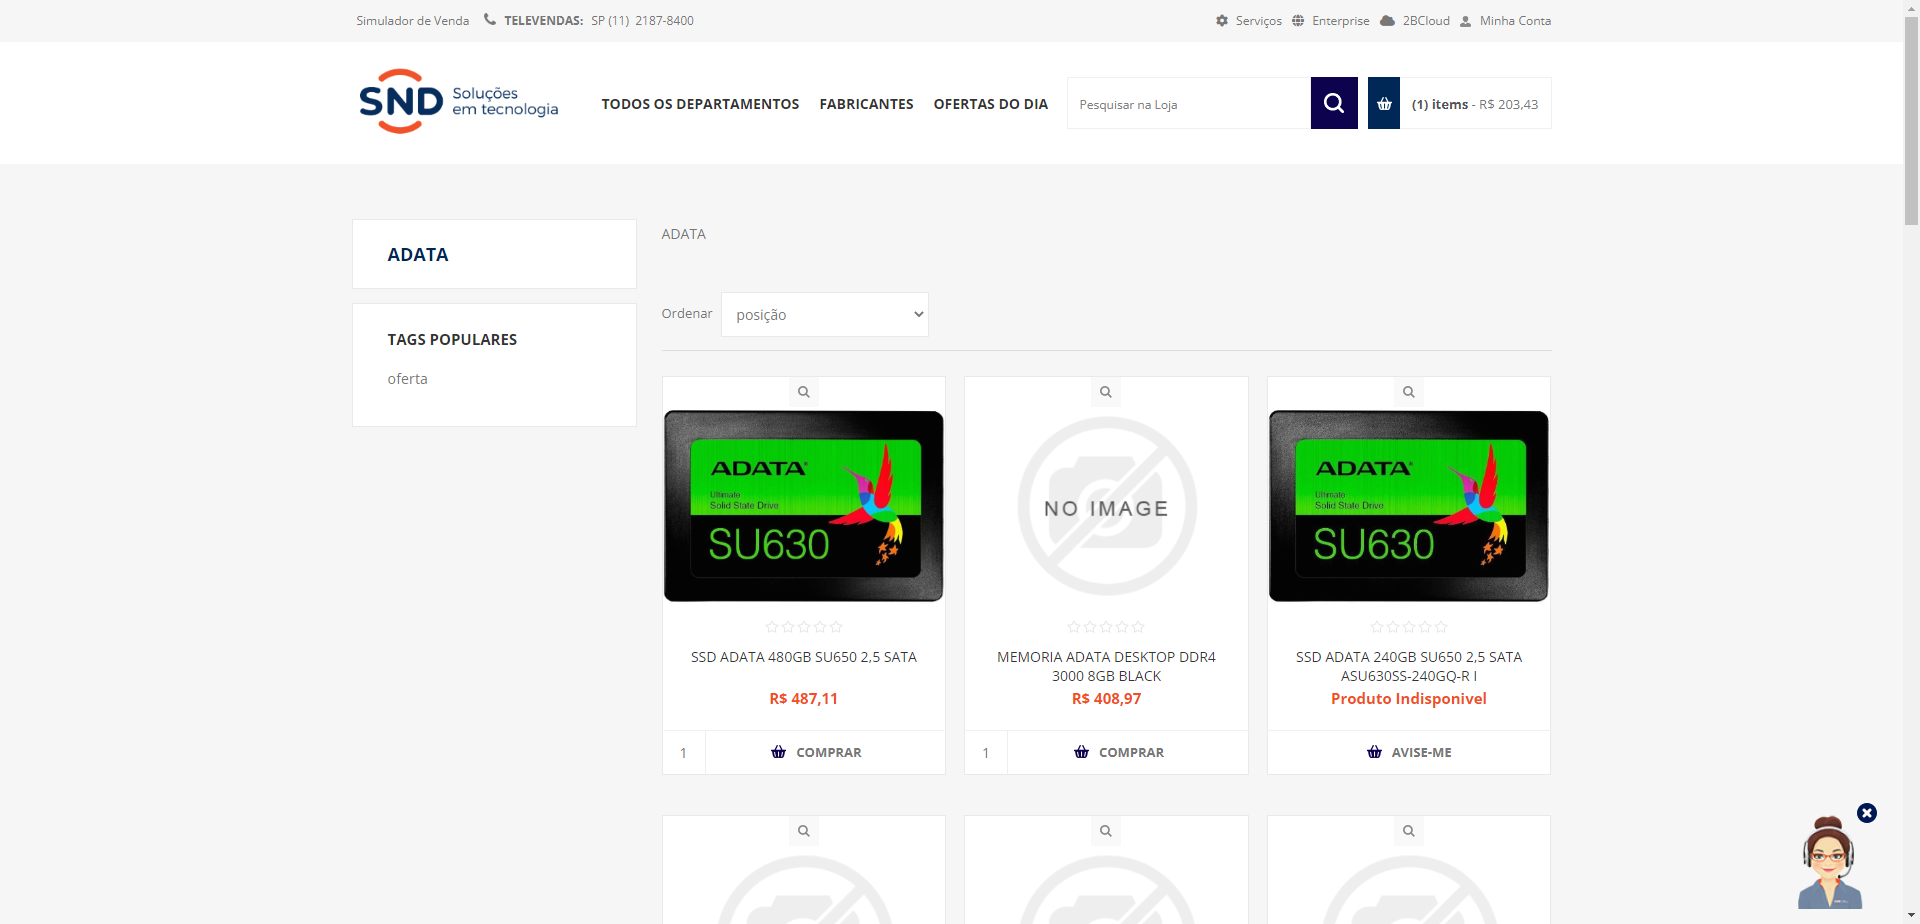 Simulador de Venda TELEVENDAS: SP (11) 2187-8400 Serviços Enterprise 2BCloud Minha Conta
SND Soluções em tecnologia
TODOS OS DEPARTAMENTOS FABRICANTES OFERTAS DO DIA Pesquisar na Loja (1) items - R$ 203,43
ADATA
TAGS POPULARES
oferta
ADATA
Ordenar posição
ADATA
Ultimate
Solid State Drive
SU630
SSD ADATA 480GB SU650 2,5 SATA
R$ 487,11
1 COMPRAR
NO IMAGE
MEMORIA ADATA DESKTOP DDR4
3000 8GB BLACK
R$ 408,97
1 COMPRAR
ADATA
Ultimate
Solid State Drive
SU630
SSD ADATA 240GB SU650 2,5 SATA
ASU630SS-240GQ-R I
Produto Indisponivel
AVISE-ME